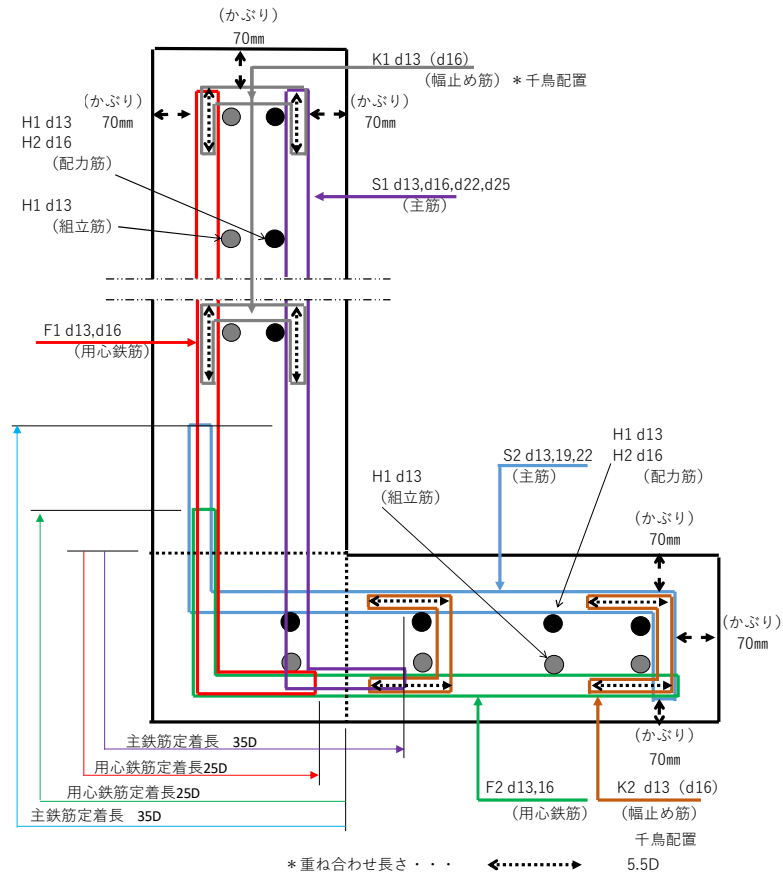 (かぶり)
70㎜
K1 d13（d16)
(幅止め筋) ＊千鳥配置
(かぶり)
70㎜
(かぶり)
70㎜
H1 d13
H2 d16
(配力筋)
S1 d13,d16,d22,d25
(主筋)
H1 d13
(組立筋)
F1 d13,d16
(用心鉄筋)
H1 d13
H2 d16
(配力筋)
S2 d13,19,22
(主筋)
H1 d13
(組立筋)
(かぶり)
70㎜
(かぶり)
70㎜
主鉄筋定着長 35D
用心鉄筋定着長25D
用心鉄筋定着長25D
主鉄筋定着長 35D
(かぶり)
70㎜
F2 d13,16
(用心鉄筋)
K2 d13（d16)
(幅止め筋)
千鳥配置
＊重ね合わせ長さ・・・ 5.5D